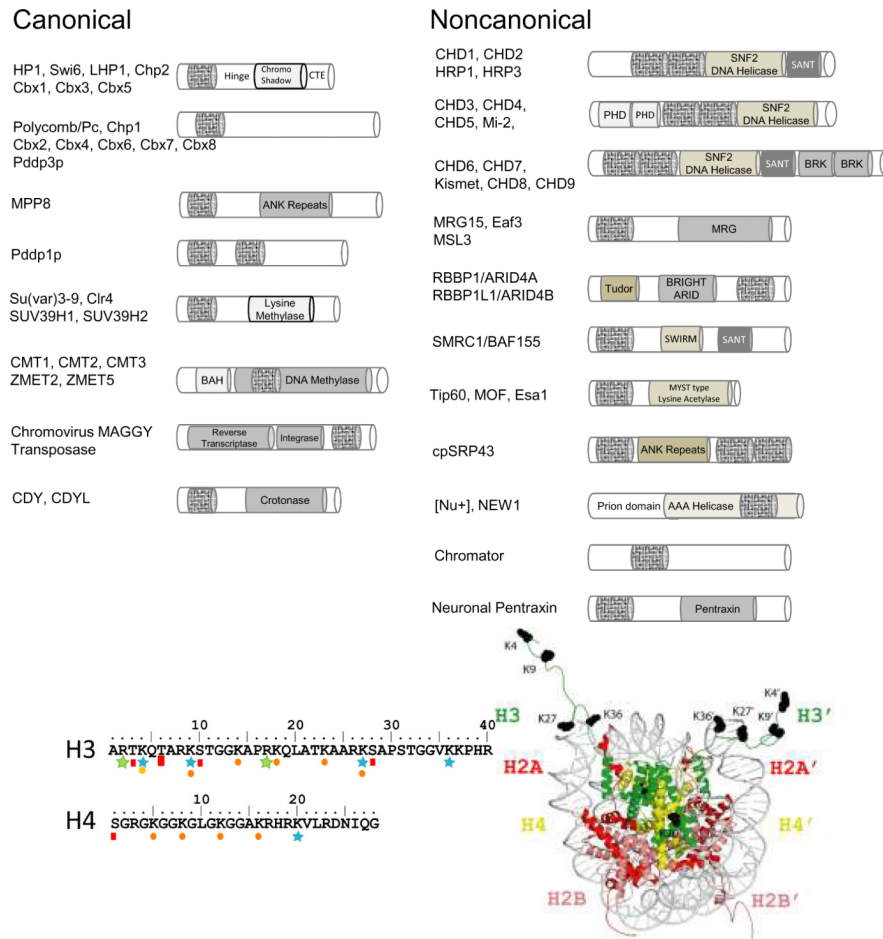 Canonical
HP1, Swi6, LHP1, Chp2
Cbx1, Cbx3, Cbx5
Hinge
Chromo
Shadow
CTE
Polycomb/Pc, Chp1
Cbx2, Cbx4, Cbx6, Cbx7, Cbx8
Pddp3p
MPP8
ANK Repeats
Pddp1p
Su(var)3-9, Clr4
SUV39H1, SUV39H2
Lysine
Methylase
CMT1, CMT2, CMT3
ZMET2, ZMET5
BAH
DNA Methylase
Chromovirus MAGGY
Transposase
Reverse
Transcriptase
Integrase
CDY, CDYL
Crotonase
Noncanonical
CHD1, CHD2
HRP1, HRP3
SNF2
DNA Helicase
SANT
CHD3, CHD4,
CHD5, Mi-2,
PHD
PHD
SNF2
DNA Helicase
CHD6, CHD7,
Kismet, CHD8, CHD9
SNF2
DNA Helicase
SANT
BRK
BRK
MRG15, Eaf3
MSL3
MRG
RBBP1/ARID4A
RBBP1L1/ARID4B
Tudor
BRIGHT
ARID
SMRC1/BAF155
SWIRM
SANT
Tip60, MOF, Esa1
MYST type
Lysine Acetylase
cpSRP43
ANK Repeats
[Nu+], NEW1
Prion domain
AAA Helicase
Chromator
Neuronal Pentraxin
Pentraxin
10 20 30 40
H3 ARTKQTARKSTGGKAPRKQLATKAARKSAPSTGGVKKPHR
10 20
H4 SGRGKGGKGLGKGGAKRHRKVLRDNIQG
K4
K9
K27
K36
K36'
K27'
K9'
K4'
H3
H3'
H2A
H2A'
H4
H4'
H2B
H2B'